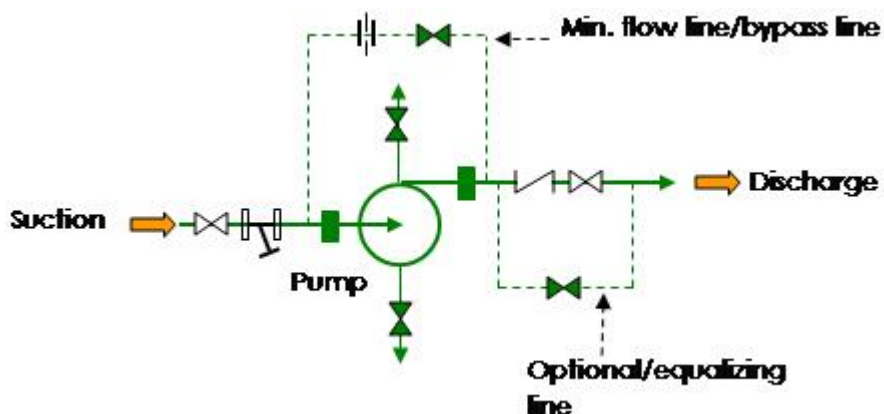 Min. flow line/bypass line
Discharge
Suction
Pump
Optional/equalizing
line